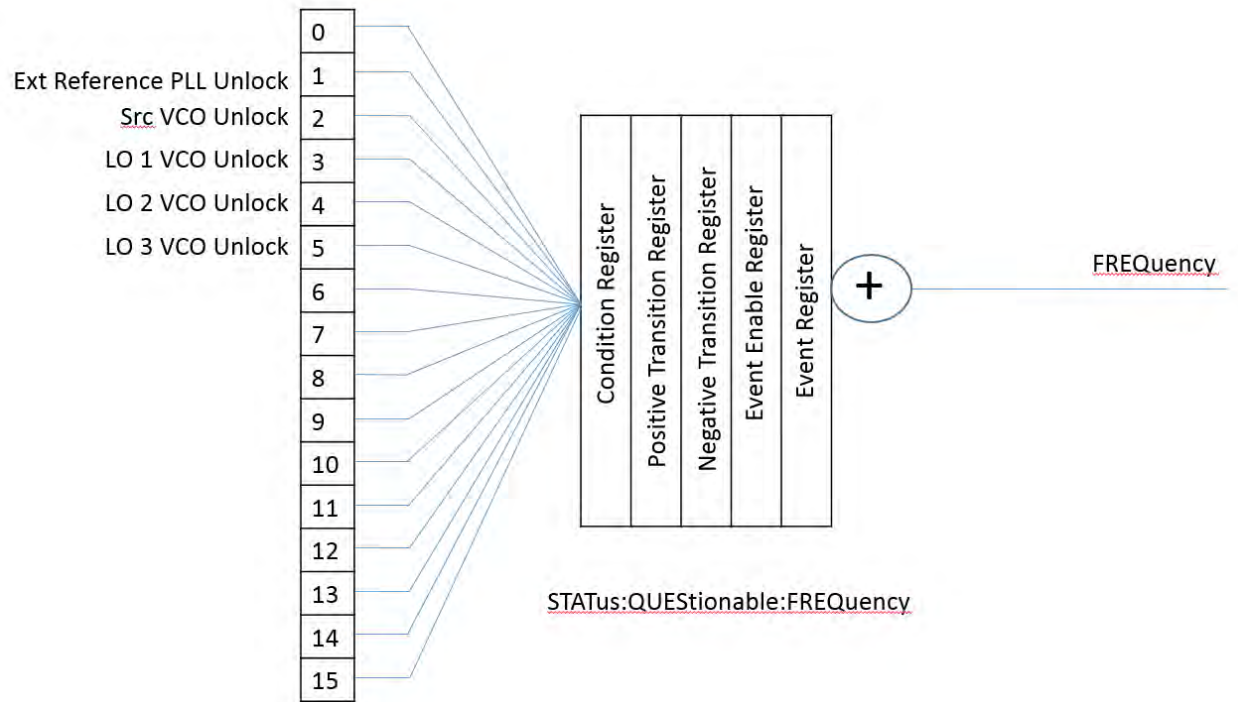 0
Ext Reference PLL Unlock 1
Src VCO Unlock 2
LO 1 VCO Unlock 3
LO 2 VCO Unlock 4
LO 3 VCO Unlock 5
6
7
8
9
10
11
12
13
14
15
Condition Register
Positive Transition Register
Negative Transition Register
Event Enable Register
Event Register
+
FREQuency
STATus:QUEStionable:FREQuency